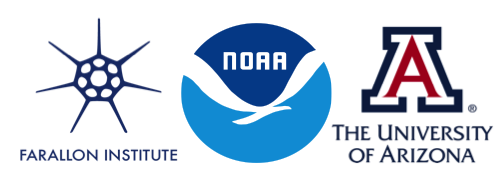 FARALLON INSTITUTE
NOAA
A
®
THE UNIVERSITY
OF ARIZONA